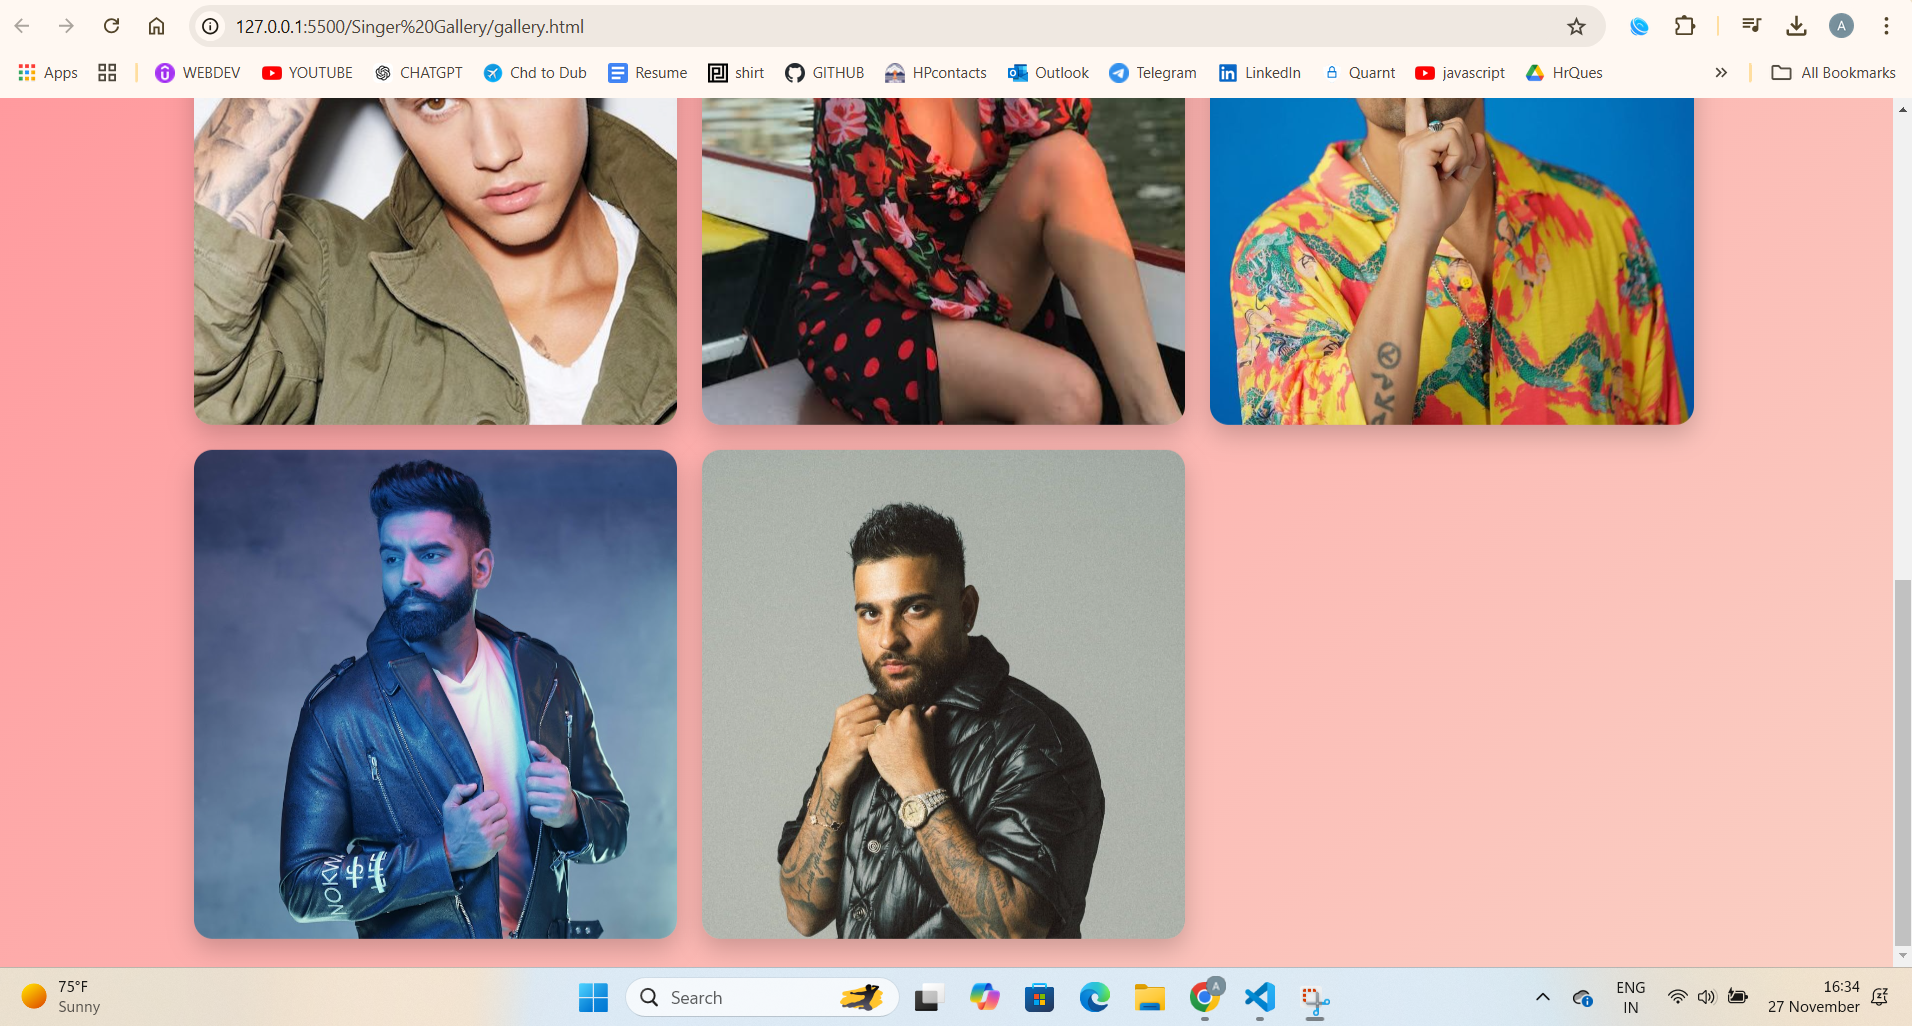 127.0.0.1:5500/Singer%20Gallery/gallery.html
A
Apps
WEBDEV
YOUTUBE
CHATGPT
Chd to Dub
Resume
shirt
GITHUB
HPcontacts
Outlook
Telegram
LinkedIn
Quarnt
javascript
HrQues
All Bookmarks
NOKW
75°F
Sunny
Search
A
ENG
IN
16:34
27 November